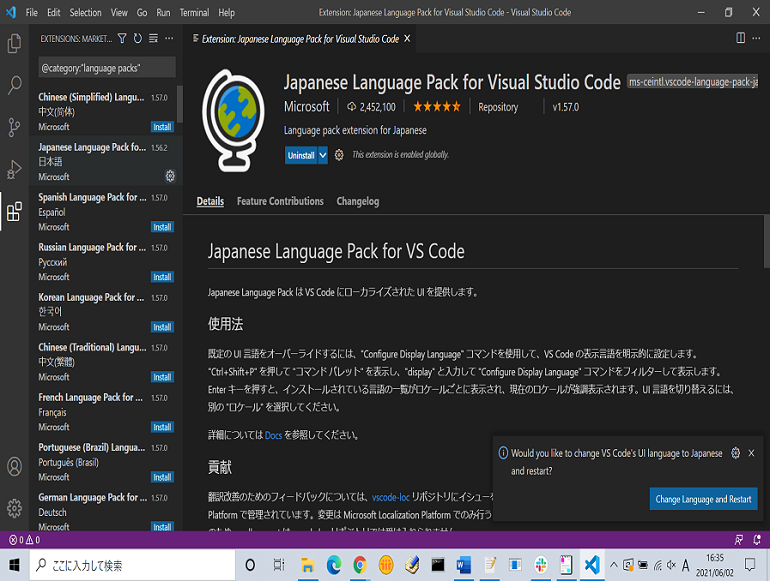 File Edit Selection View Go Run Terminal Help
Extension: Japanese Language Pack for Visual Studio Code - Visual Studio Code
EXTENSIONS: MARKET...
@category:"language packs"
Chinese (Simplified) Langu... 1.57.0
中文(简体)
Microsoft Install
Japanese Language Pack fo... 1.56.2
日本語
Microsoft
Spanish Language Pack for ... 1.57.0
Español
Microsoft Install
Russian Language Pack for ... 1.57.0
Русский
Microsoft Install
Korean Language Pack for ... 1.57.0
한국어
Microsoft Install
Chinese (Traditional) Langu... 1.57.0
中文(繁體)
Microsoft Install
French Language Pack for ... 1.57.0
Français
Microsoft Install
Portuguese (Brazil) Langua... 1.57.0
Português (Brasil)
Microsoft Install
German Language Pack for ... 1.57.0
Deutsch
Microsoft Install
Extension: Japanese Language Pack for Visual Studio Code
Japanese Language Pack for Visual Studio Code ms-ceintl.vscode-language-pack-ja
Microsoft 2,452,100 Repository v1.57.0
Language pack extension for Japanese
Uninstall This extension is enabled globally.
Details Feature Contributions Changelog
Japanese Language Pack for VS Code
Japanese Language Pack は VS Code にローカライズされた UI を提供します。
使用法
既定の UI 言語をオーバーライドするには、"Configure Display Language" コマンドを使用して、VS Code の表示言語を明示的に設定します。
"Ctrl+Shift+P" を押して "コマンド パレット" を表示し、"display" と入力して "Configure Display Language" コマンドをフィルターして表示します。
Enter キーを押すと、インストールされている言語の一覧がロケールごとに表示され、現在のロケールが強調表示されます。UI 言語を切り替えるには、
別の "ロケール" を選択してください。
詳細については Docs を参照してください。
貢献
翻訳改善のためのフィードバックについては、vscode-loc リポジトリにイシューを
Platform で管理されています。変更は Microsoft Localization Platform でのみ行う
Would you like to change VS Code's UI language to Japanese
and restart?
Change Language and Restart
0 0
ここに入力して検索
A
16:35
2021/06/02